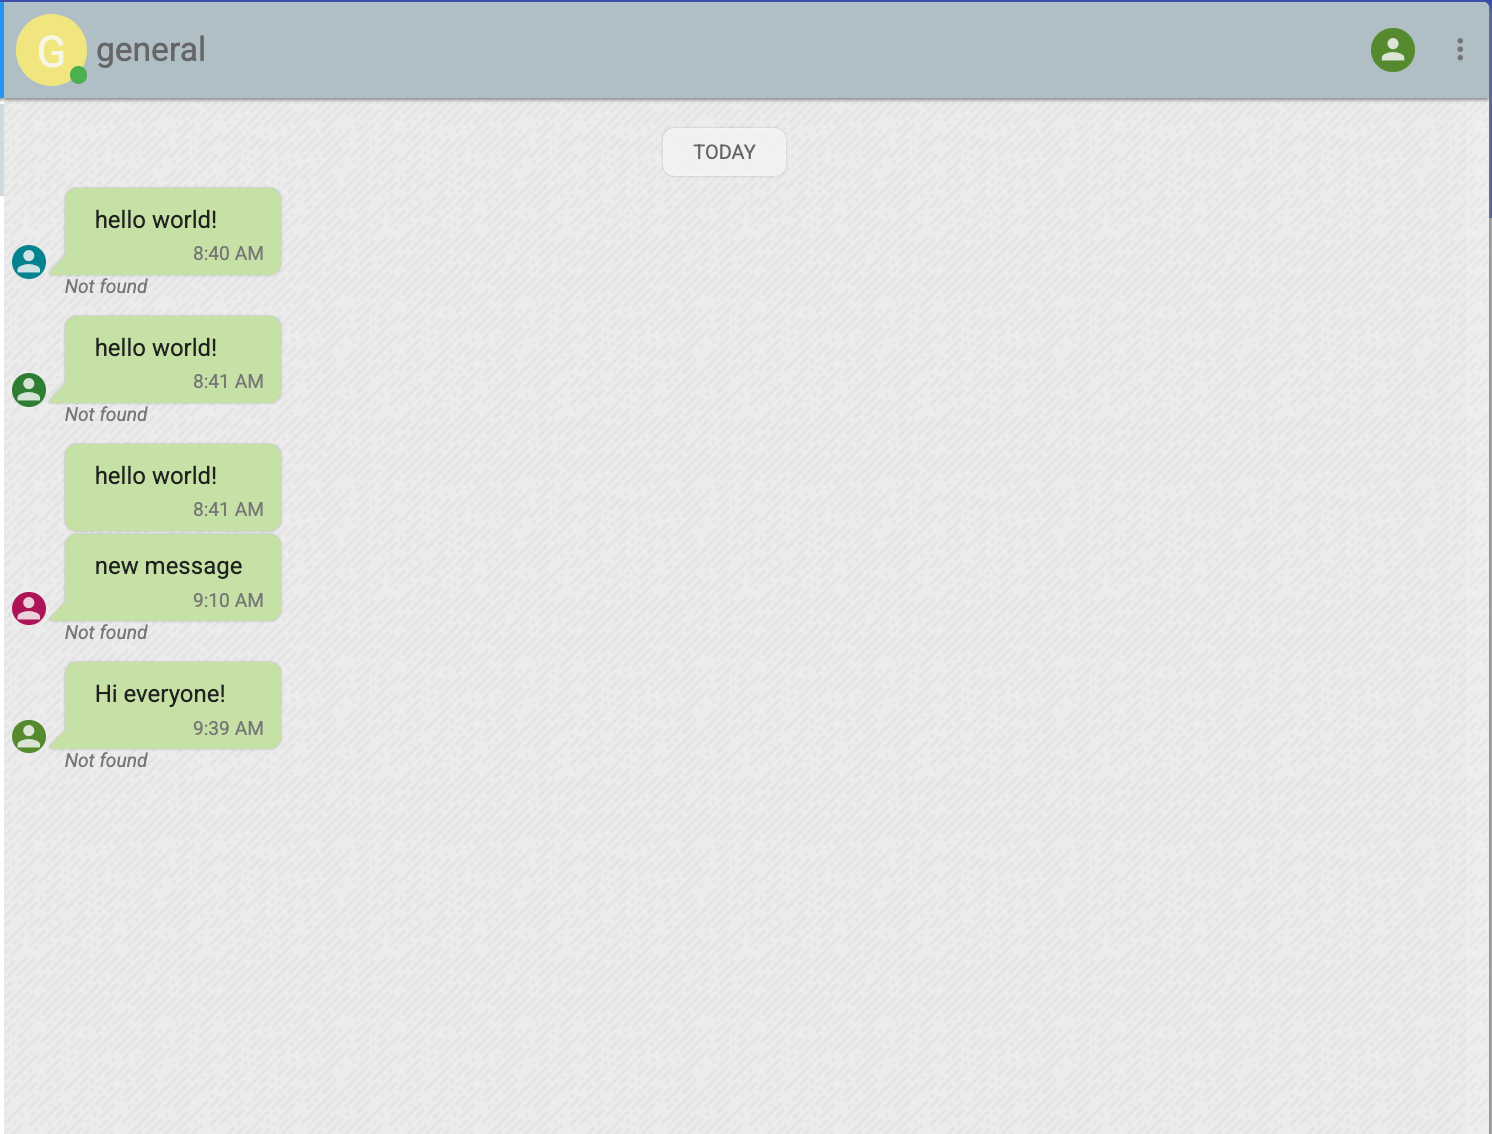 G
general
TODAY
hello world!
8:40 AM
Not found
hello world!
8:41 AM
Not found
hello world!
8:41 AM
new message
9:10 AM
Not found
Hi everyone!
9:39 AM
Not found